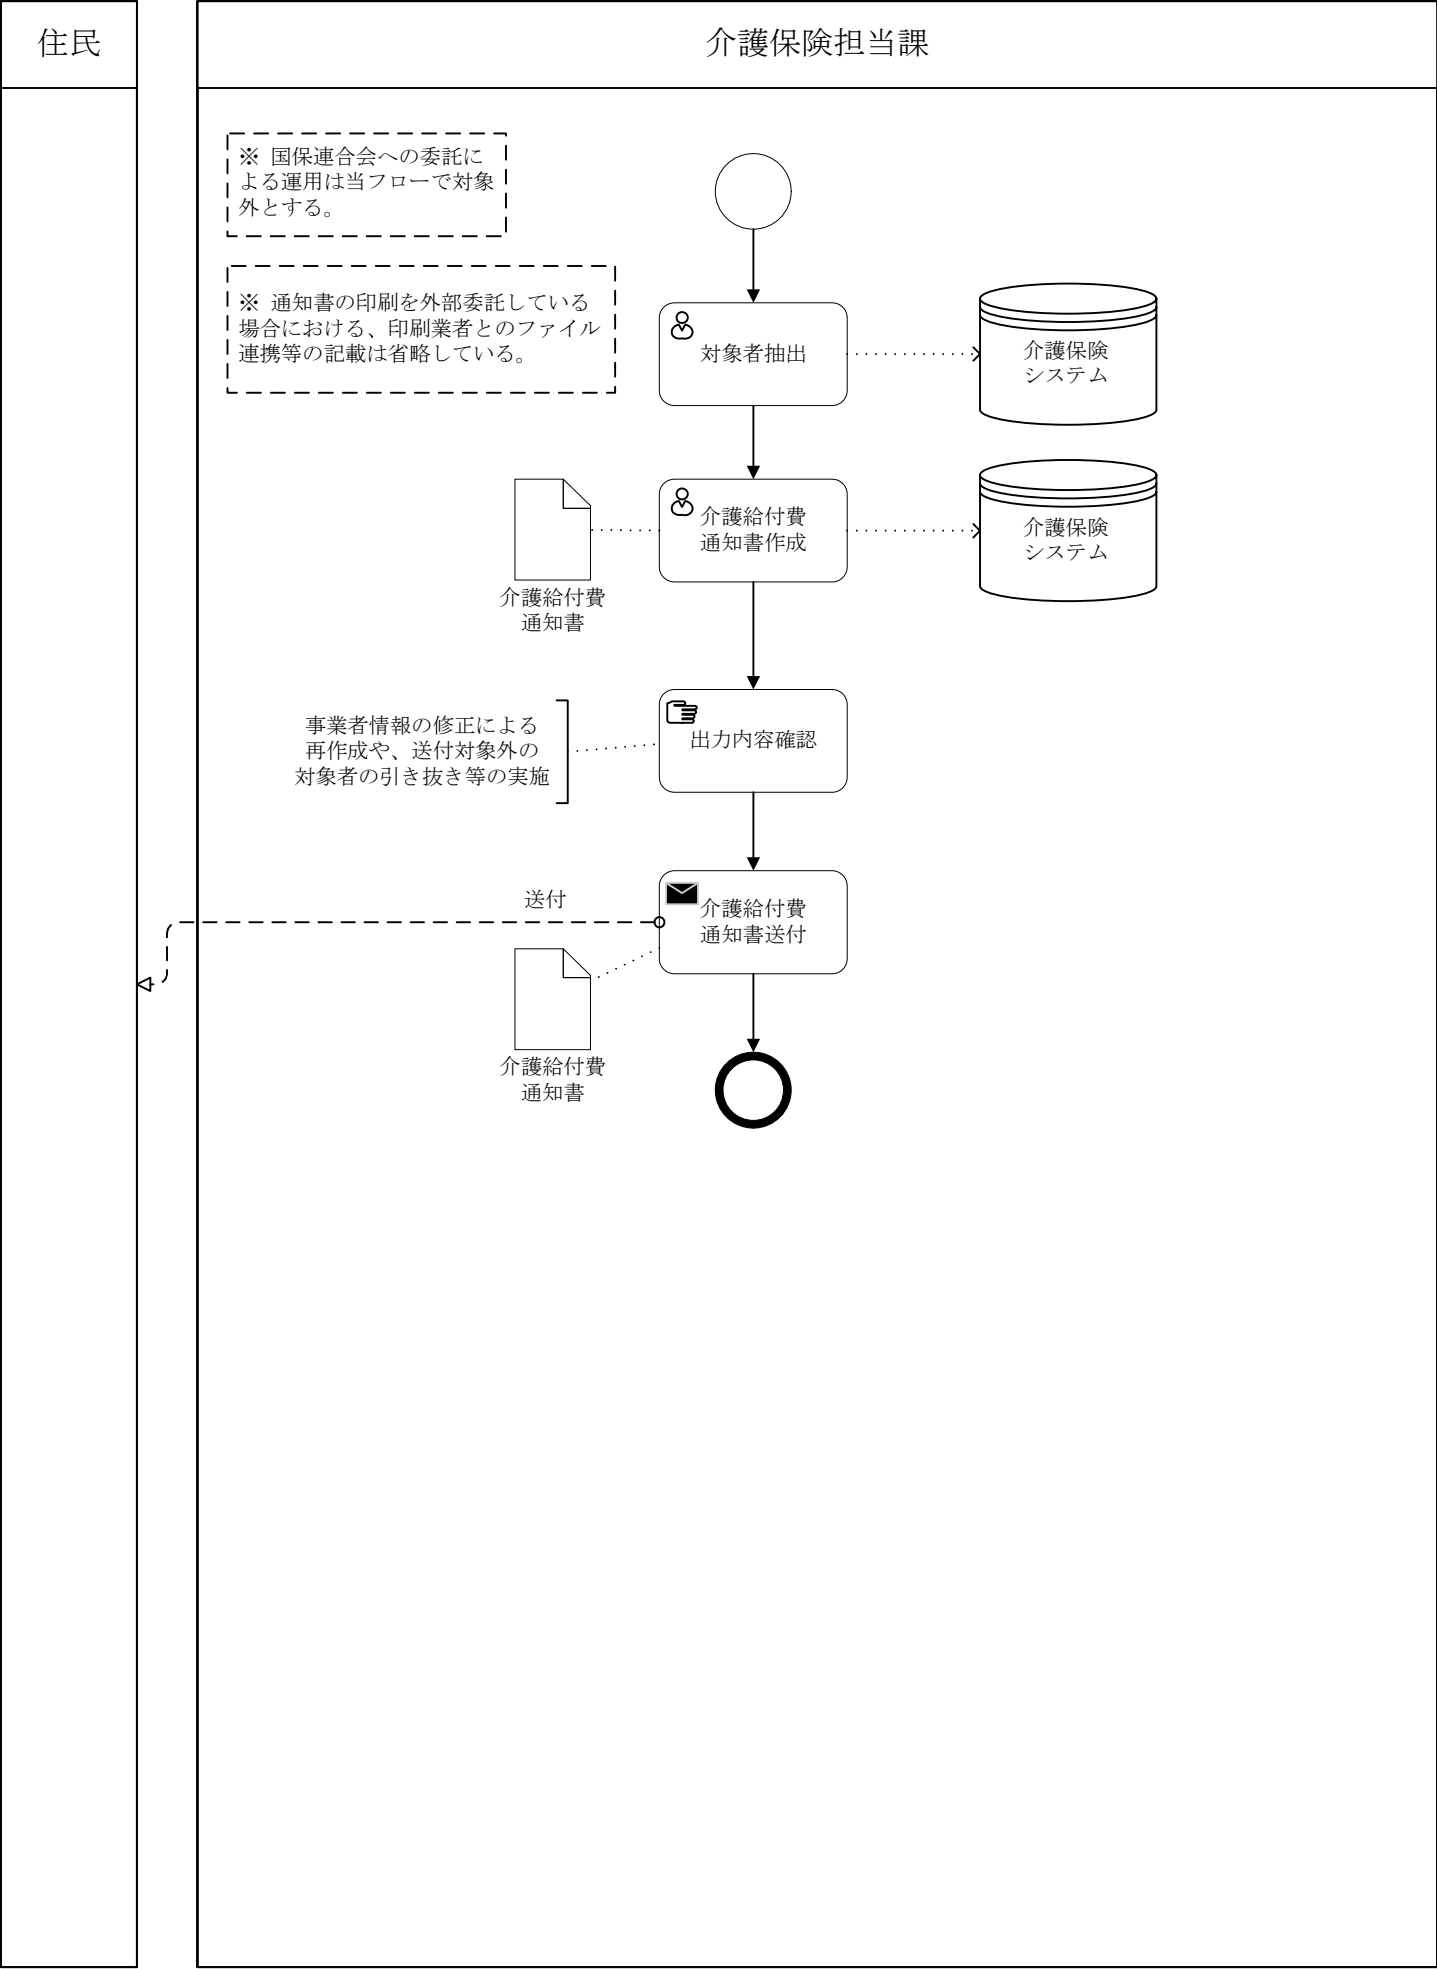 住民
介護保険担当課
※ 国保連合会への委託に
よる運用は当フローで対象
外とする。
※ 通知書の印刷を外部委託している
場合における、印刷業者とのファイル
連携等の記載は省略している。
対象者抽出
介護保険
システム
介護給付費
通知書作成
介護保険
システム
介護給付費
通知書
事業者情報の修正による
再作成や、送付対象外の
対象者の引き抜き等の実施
出力内容確認
送付
介護給付費
通知書送付
介護給付費
通知書